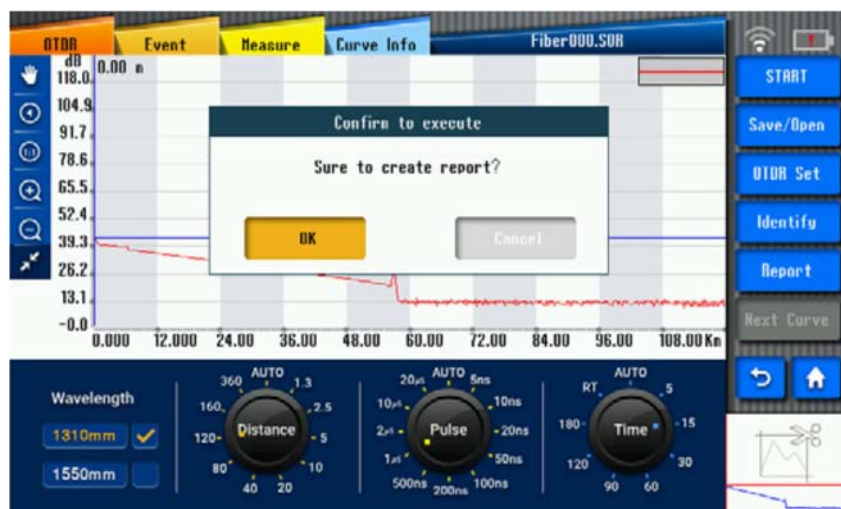 OTDR Event Measure Curve Info Fiber000.SOR
dB
118.0
0.00 m
104.9
91.7
78.6
65.5
52.4
39.3
26.2
13.1
-0.0
0.000 12.000 24.00 36.00 48.00 60.00 72.00 84.00 96.00 108.00 Km
1:1
Confirm to execute
Sure to create report?
OK Cancel
START
Save/Open
OTDR Set
Identify
Report
Next Curve
Wavelength
1310mm
1550mm
Distance
AUTO
1.3
2.5
5
10
20
40
80
120
160
360
Pulse
AUTO
5ns
10ns
20ns
50ns
100ns
200ns
500ns
1μs
2μs
10μs
20μs
Time
AUTO
5
15
30
60
90
120
180
RT